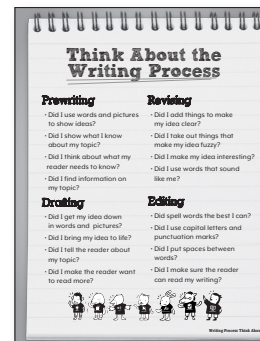 Think About the
Writing Process
Prewriting
• Did I use words and pictures
to show ideas?
• Did I show what I know
about my topic?
• Did I think about what my
reader needs to know?
• Did I find information on
my topic?
Drafting
• Did I get my idea down
in words and pictures?
• Did I bring my idea to life?
• Did I tell the reader about
my topic?
• Did I make the reader want
to read more?
Revising
• Did I add things to make
my idea clear?
• Did I take out things that
make my idea fuzzy?
• Did I make my idea interesting?
• Did I use words that sound
like me?
Editing
• Did spell words the best I can?
• Did I use capital letters and
punctuation marks?
• Did I put spaces between
words?
• Did I make sure the reader
can read my writing?
Writing Process Think Abou